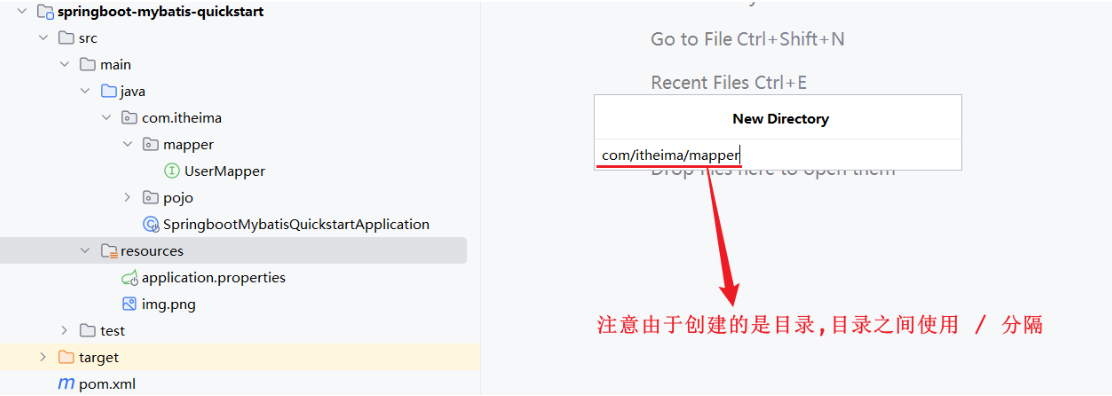 springboot-mybatis-quickstart
src
main
java
com.itheima
mapper
UserMapper
pojo
SpringbootMybatisQuickstartApplication
resources
application.properties
img.png
test
target
pom.xml
Go to File Ctrl+Shift+N
Recent Files Ctrl+E
New Directory
com/itheima/mapper
Drop files here to open them
注意由于创建的是目录,目录之间使用 / 分隔